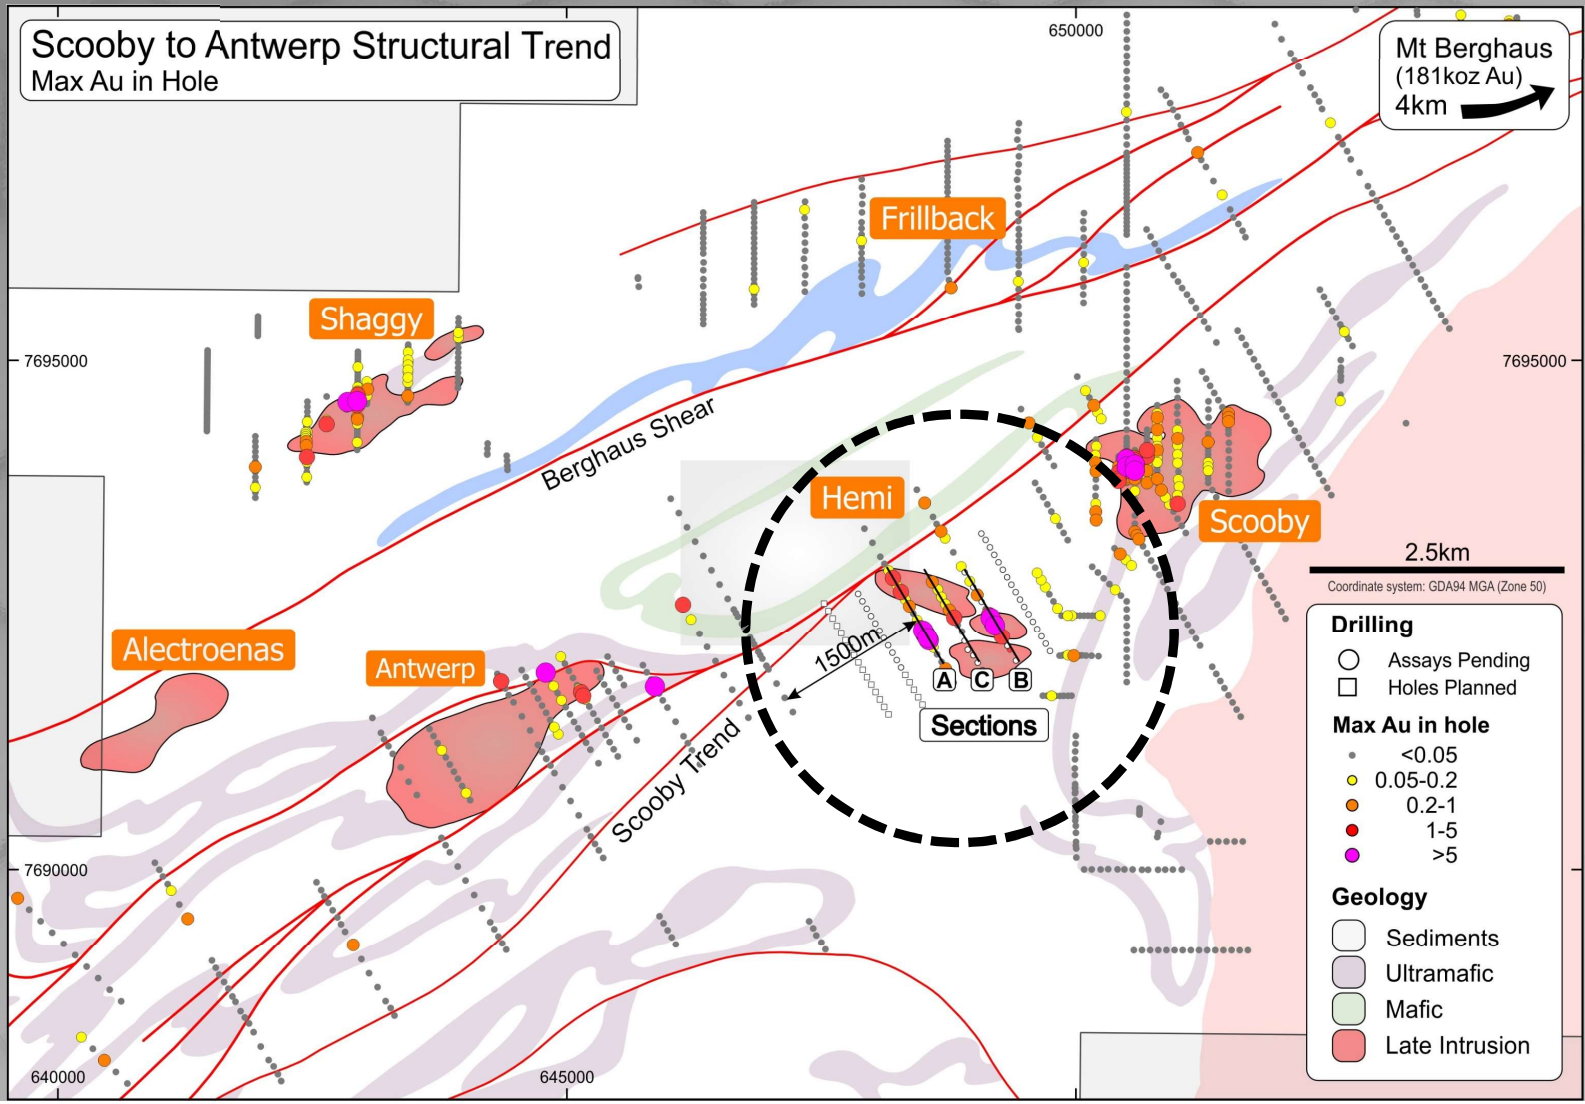 Scooby to Antwerp Structural Trend
Max Au in Hole
650000
Mt Berghaus
(181koz Au)
4km
Frillback
Shaggy
7695000
7695000
Berghaus Shear
Hemi
Scooby
2.5km
Coordinate system: GDA94 MGA (Zone 50)
Alectroenas
Antwerp
1500m
A
C
B
Sections
Scooby Trend
Drilling
Assays Pending
Holes Planned
Max Au in hole
<0.05
0.05-0.2
0.2-1
1-5
>5
7690000
Geology
Sediments
Ultramafic
Mafic
Late Intrusion
640000
645000